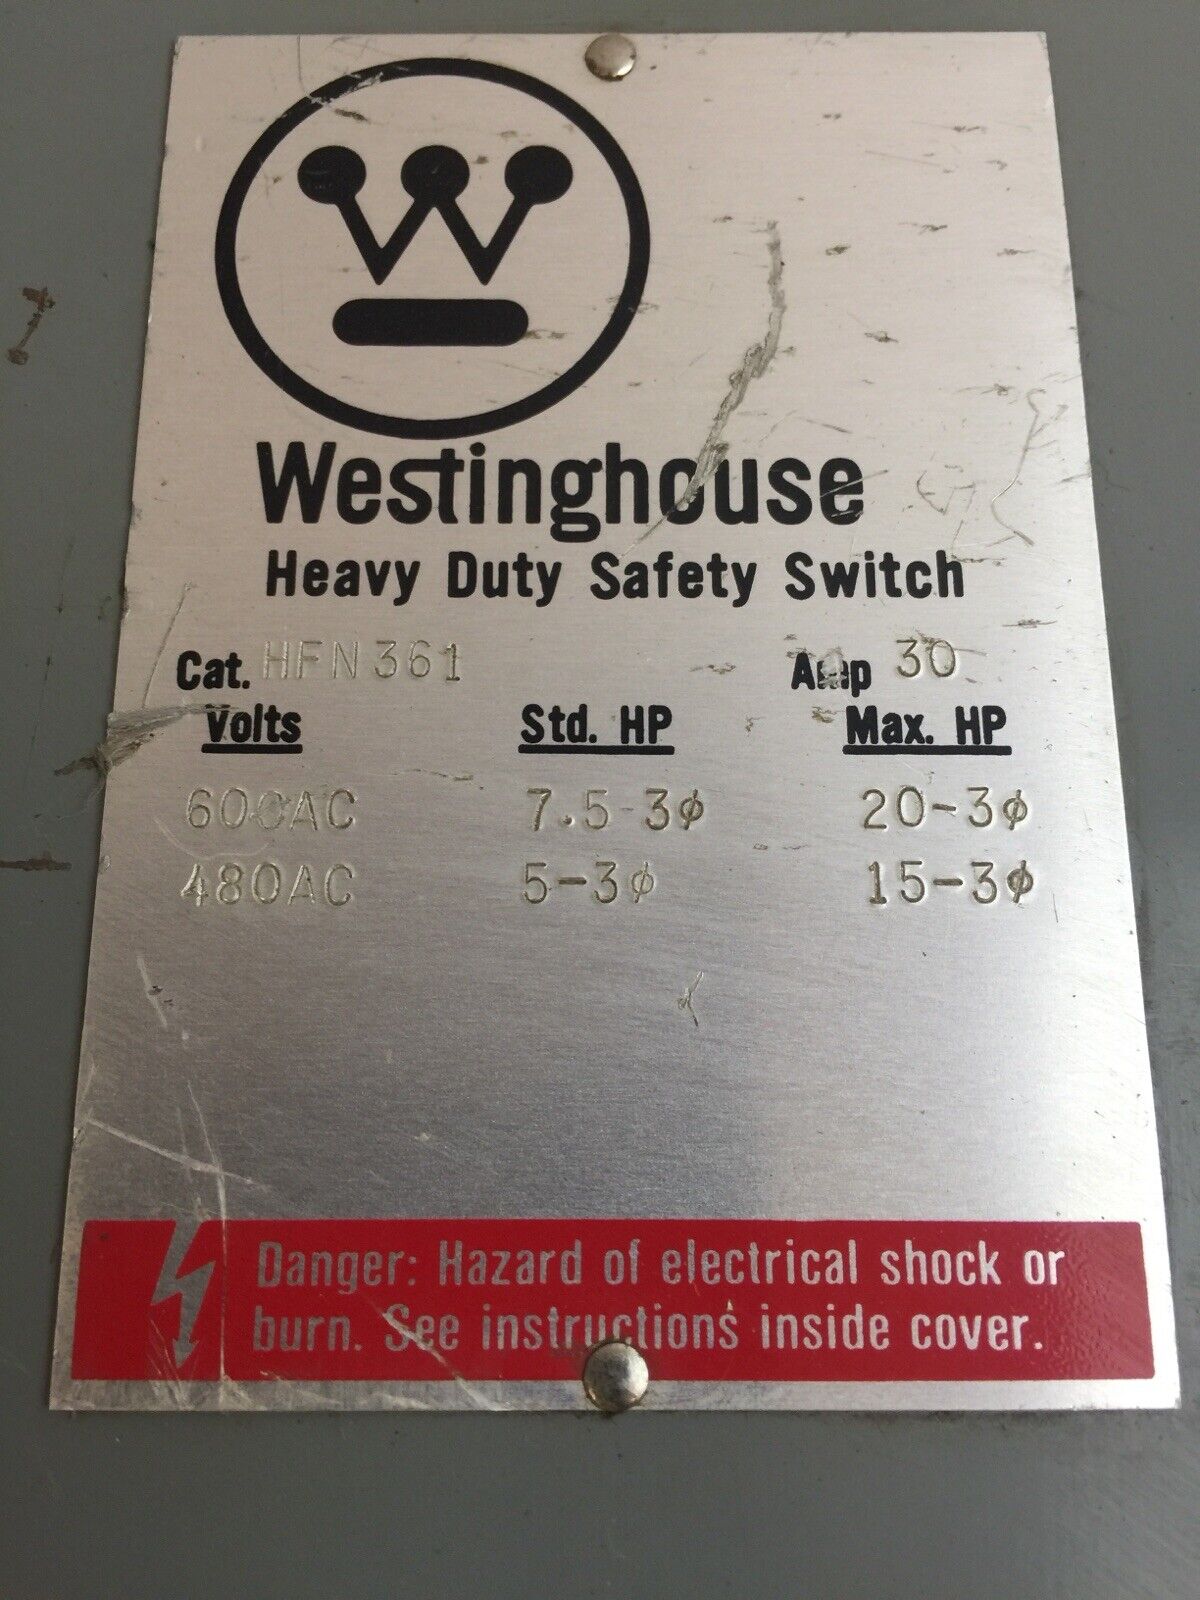 Westinghouse
Heavy Duty Safety Switch
Cat. HFN361 Amp 30
Volts Std. HP Max. HP
600AC 7.5-3ϕ 20-3ϕ
480AC 5-3ϕ 15-3ϕ
Danger: Hazard of electrical shock or
burn. See instructions inside cover.